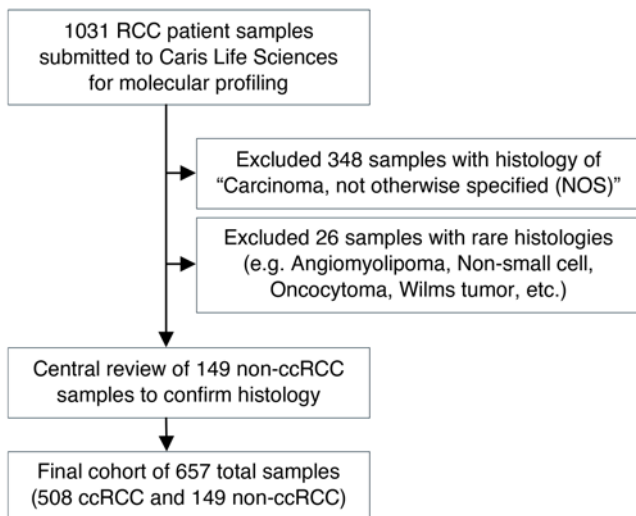 1031 RCC patient samples
submitted to Caris Life Sciences
for molecular profiling
Excluded 348 samples with histology of
“Carcinoma, not otherwise specified (NOS)”
Excluded 26 samples with rare histologies
(e.g. Angiomyolipoma, Non-small cell,
Oncocytoma, Wilms tumor, etc.)
Central review of 149 non-ccRCC
samples to confirm histology
Final cohort of 657 total samples
(508 ccRCC and 149 non-ccRCC)